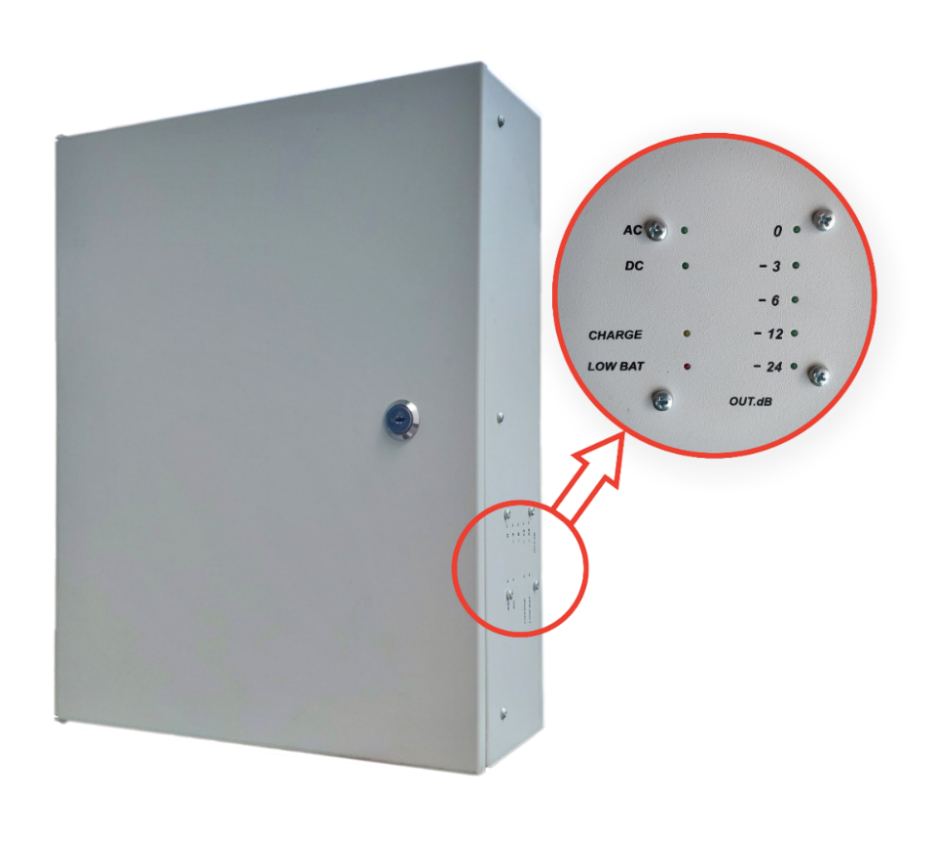 AC 0
DC - 3
- 6
CHARGE - 12
LOW BAT - 24
OUT.dB